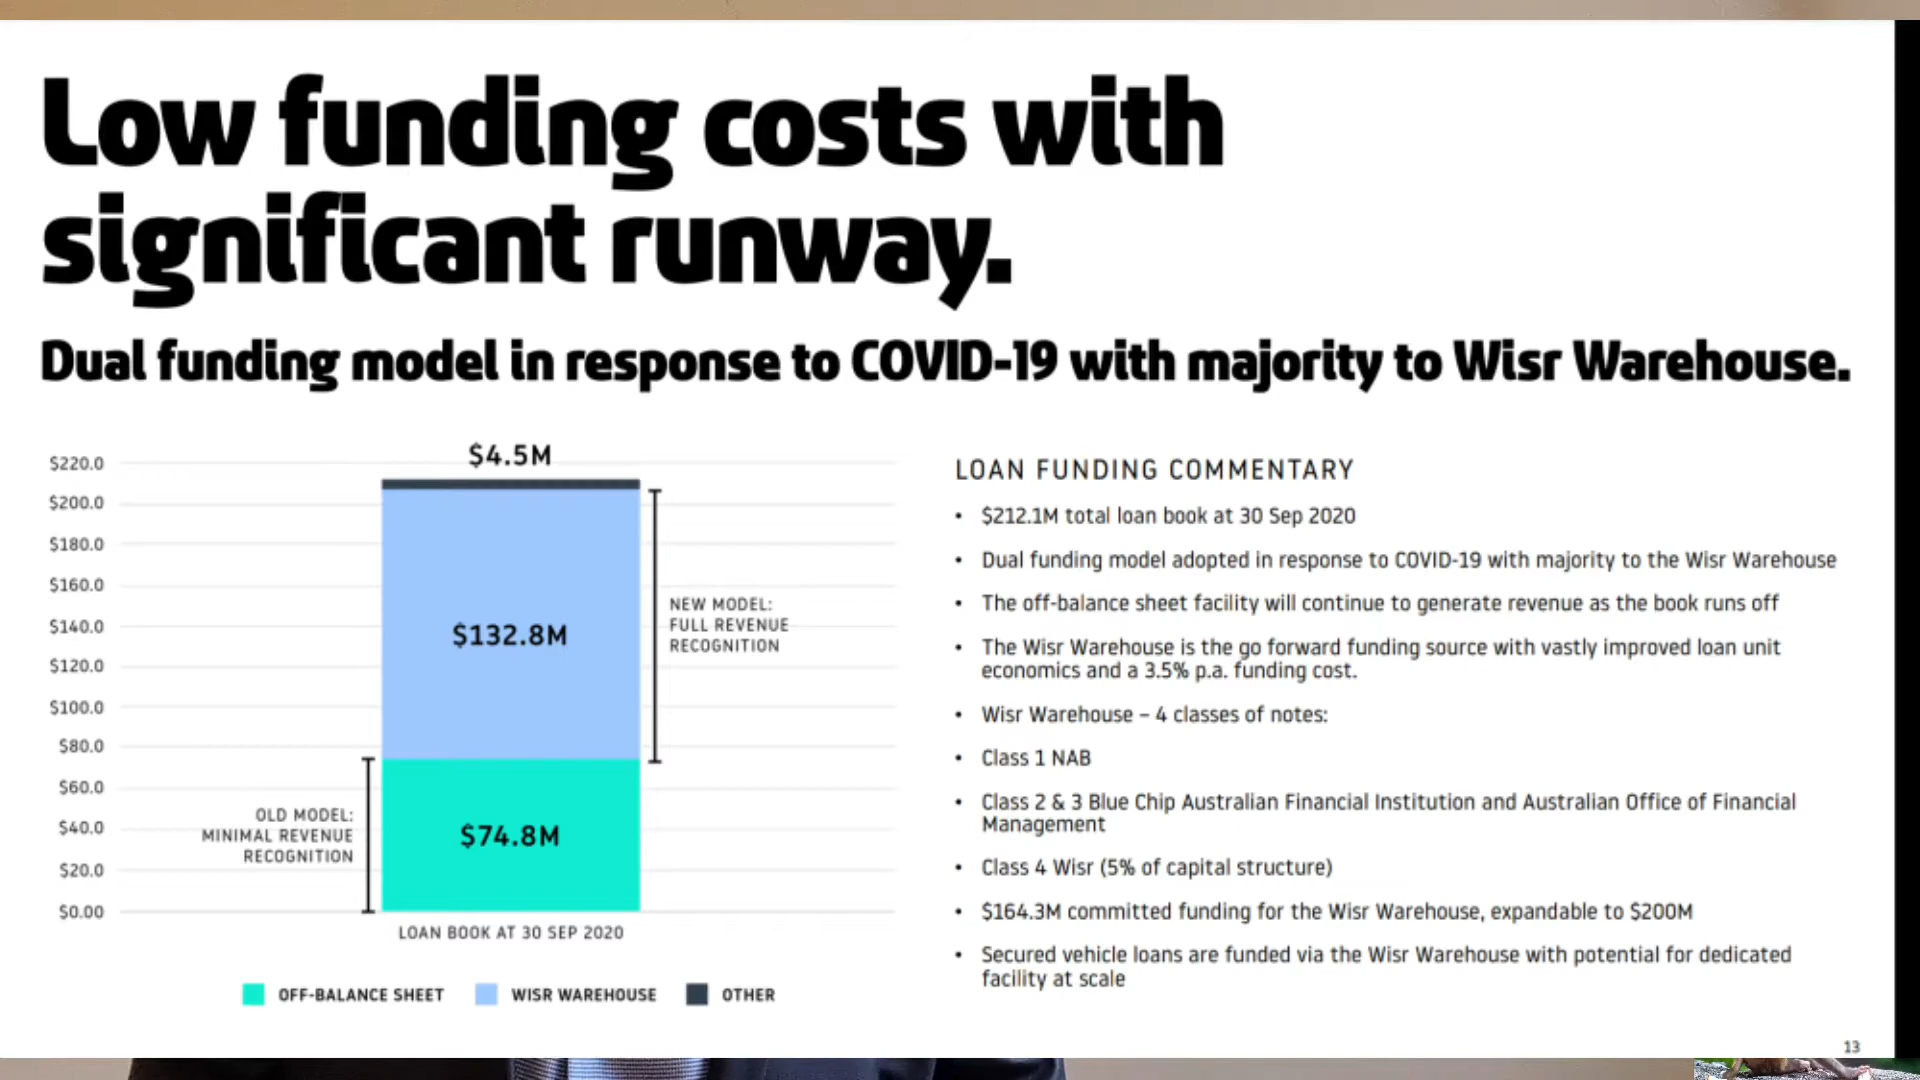 Low funding costs with
significant runway.
Dual funding model in response to COVID-19 with majority to Wisr Warehouse.
$4.5M
$220.0
$200.0
$180.0
$160.0
$140.0
$120.0
$100.0
$80.0
$60.0
$40.0
$20.0
$0.00
$132.8M
$74.8M
NEW MODEL:
FULL REVENUE
RECOGNITION
OLD MODEL:
MINIMAL REVENUE
RECOGNITION
LOAN BOOK AT 30 SEP 2020
OFF-BALANCE SHEET
WISR WAREHOUSE
OTHER
LOAN FUNDING COMMENTARY
• $212.1M total loan book at 30 Sep 2020
• Dual funding model adopted in response to COVID-19 with majority to the Wisr Warehouse
• The off-balance sheet facility will continue to generate revenue as the book runs off
• The Wisr Warehouse is the go forward funding source with vastly improved loan unit
economics and a 3.5% p.a. funding cost.
• Wisr Warehouse – 4 classes of notes:
• Class 1 NAB
• Class 2 & 3 Blue Chip Australian Financial Institution and Australian Office of Financial
Management
• Class 4 Wisr (5% of capital structure)
• $164.3M committed funding for the Wisr Warehouse, expandable to $200M
• Secured vehicle loans are funded via the Wisr Warehouse with potential for dedicated
facility at scale
13